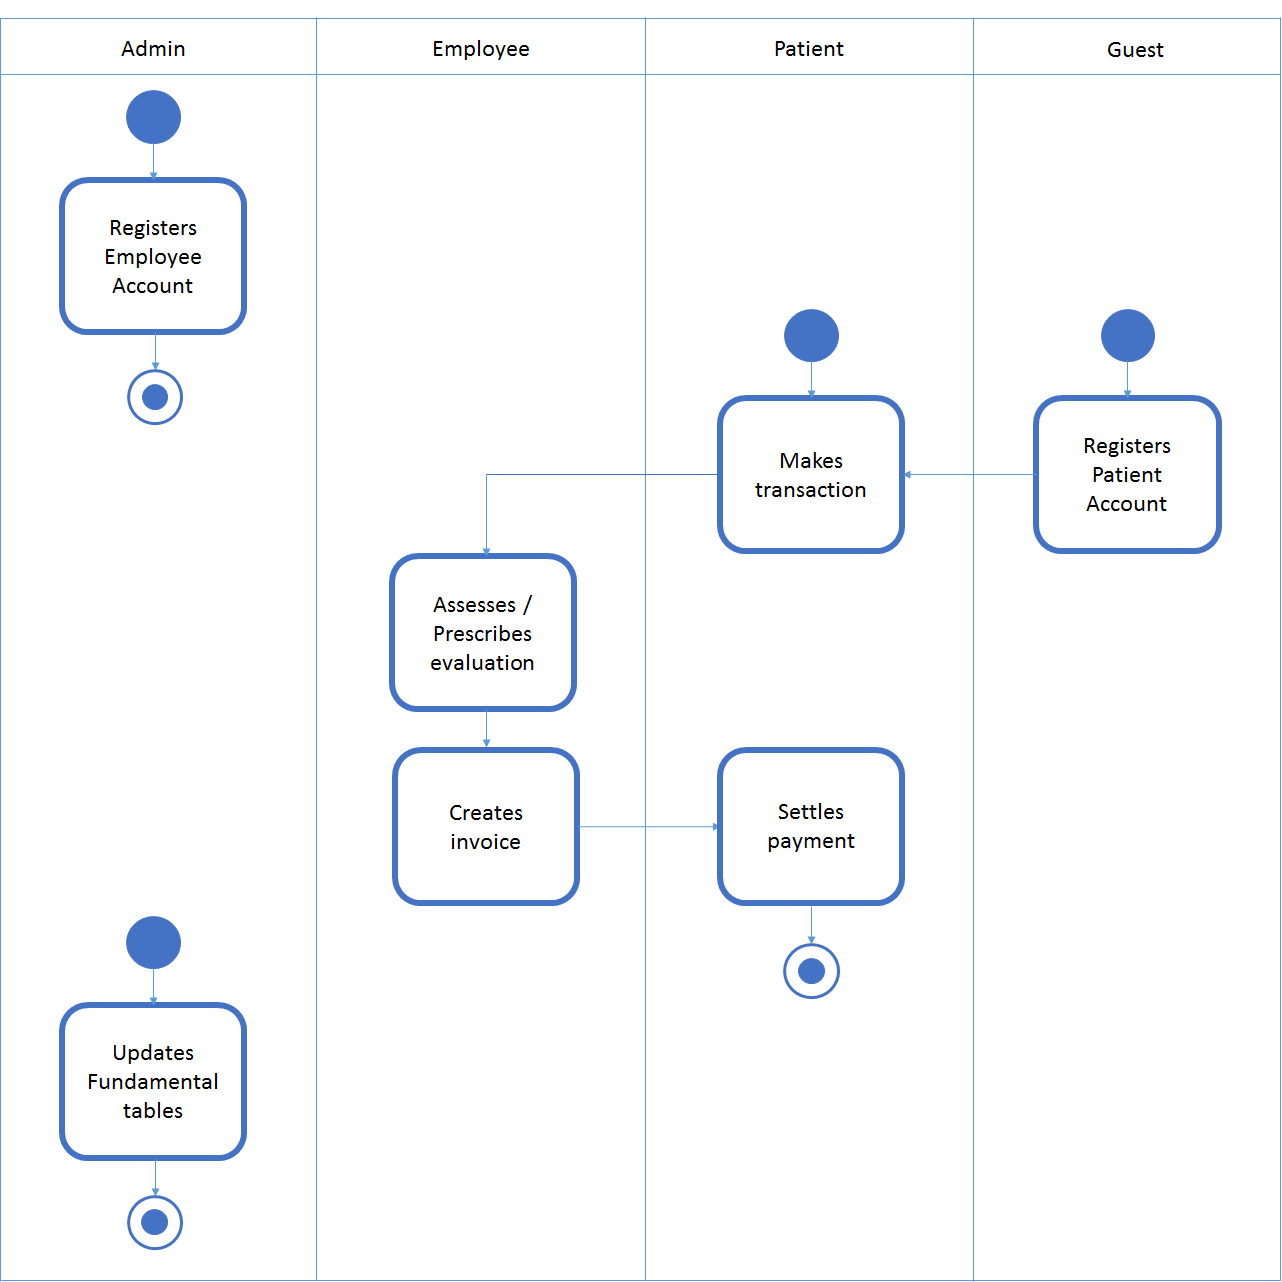 Admin
Employee
Patient
Guest
Registers
Employee
Account
Makes
transaction
Registers
Patient
Account
Assesses /
Prescribes
evaluation
Creates
invoice
Settles
payment
Updates
Fundamental
tables